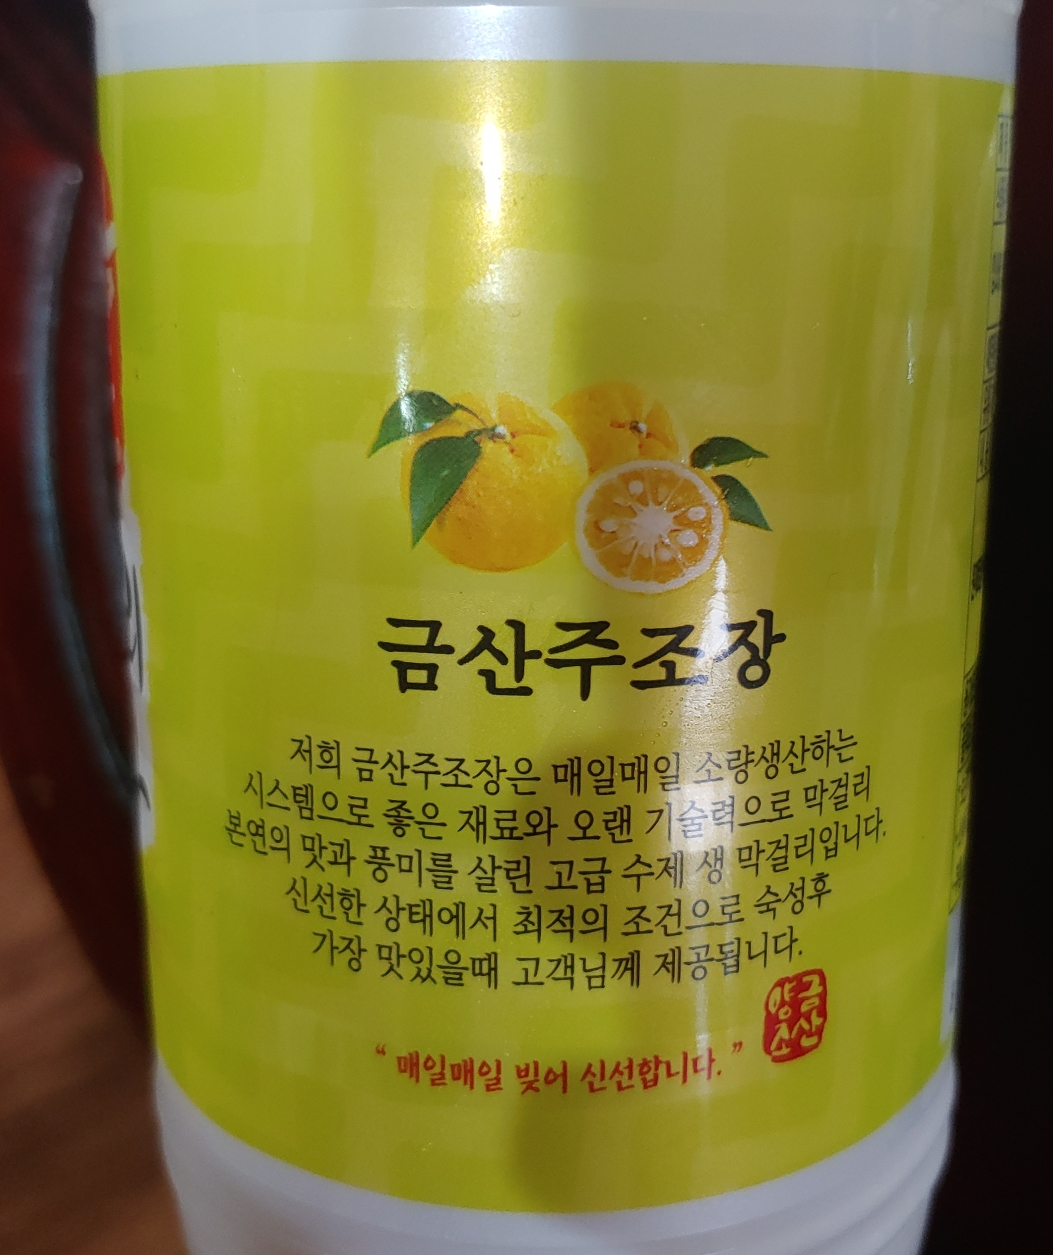 금산주조장
저희 금산주조장은 매일매일 소량생산하는
시스템으로 좋은 재료와 오랜 기술력으로 막걸리
본연의 맛과 풍미를 살린 고급 수제 생 막걸리입니다.
신선한 상태에서 최적의 조건으로 숙성후
가장 맛있을때 고객님께 제공됩니다.
금산
양소
“ 매일매일 빚어 신선합니다. ”